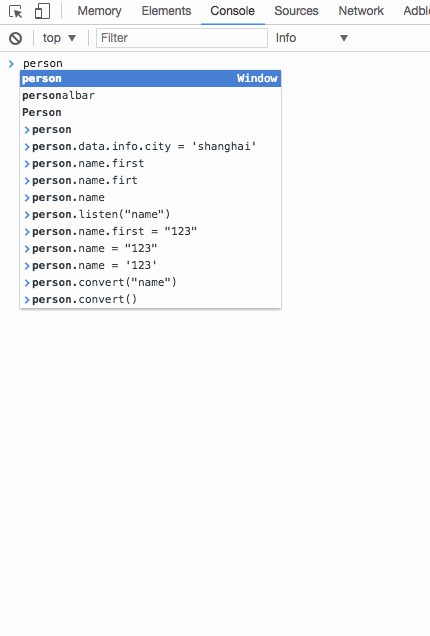 Memory Elements Console Sources Network Adbl
top Filter Info
person
person Window
personalbar
Person
person
person.data.info.city = 'shanghai'
person.name.first
person.name.firt
person.name
person.listen("name")
person.name.first = "123"
person.name = "123"
person.name = '123'
person.convert("name")
person.convert()